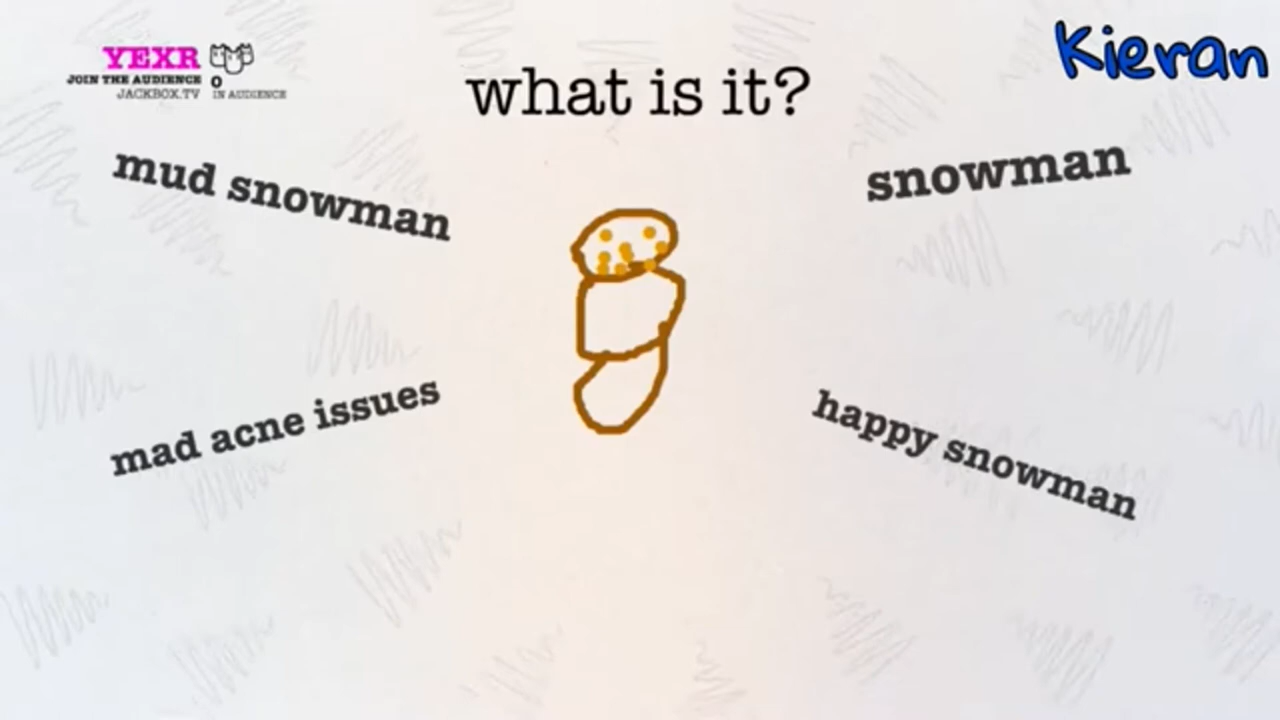 YEXR
JOIN THE AUDIENCE
JACKBOX.TV
0
IN AUDIENCE
Kieran
what is it?
mud snowman
snowman
mad acne issues
happy snowman